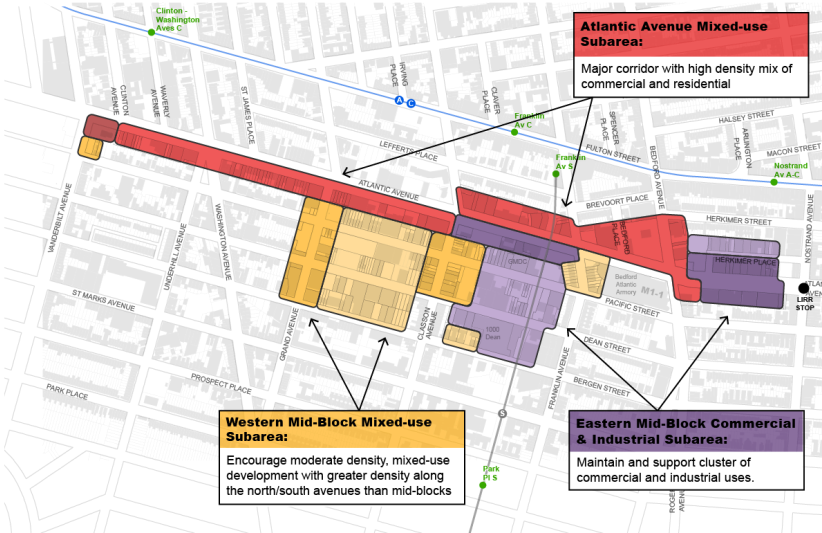 Clinton -
Washington
Aves C
Atlantic Avenue Mixed-use
Subarea:
Major corridor with high density mix of
commercial and residential
CLINTON
AVENUE
WAVERLY
AVENUE
ST JAMES PLACE
IRVING
PLACE
A C
CLAVER
PLACE
Franklin
Av C
SPENCER
PLACE
HALSEY STREET
ARLINGTON
PLACE
MACON STREET
LEFFERTS PLACE
FULTON STREET
BEDFORD AVENUE
Franklin
Av S
Nostrand
Av A-C
ATLANTIC AVENUE
BREVOORT PLACE
HERKIMER STREET
NOSTRAND AVENUE
VANDERBILT AVENUE
WASHINGTON AVENUE
UNDERHILL AVENUE
BEDFORD
PLACE
HERKIMER PLACE
Bedford
Atlantic
Armory
M1-1
LIRR
STOP
PACIFIC STREET
ST MARKS AVENUE
GRAND AVENUE
CLASSON
AVENUE
1000
Dean
DEAN STREET
FRANKLIN AVENUE
BERGEN STREET
PROSPECT PLACE
PARK PLACE
S
Western Mid-Block Mixed-use
Subarea:
Encourage moderate density, mixed-use
development with greater density along
the north/south avenues than mid-blocks
Eastern Mid-Block Commercial
& Industrial Subarea:
Maintain and support cluster of
commercial and industrial uses.
Park
Pl S
AVENUE